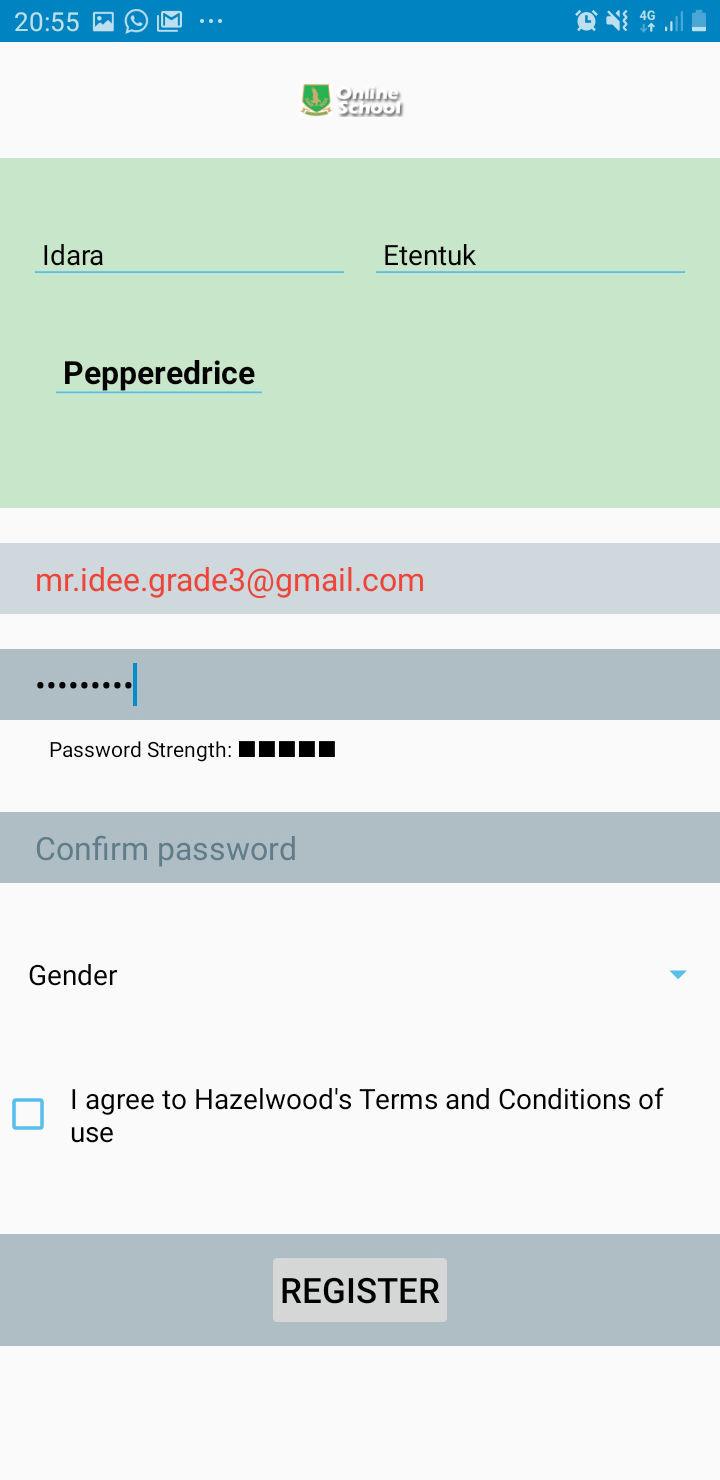 20:55
4G
Online
School
Idara Etentuk
Pepperedrice
mr.idee.grade3@gmail.com
•••••••••
Password Strength: ■■■■■
Confirm password
Gender
I agree to Hazelwood's Terms and Conditions of
use
REGISTER